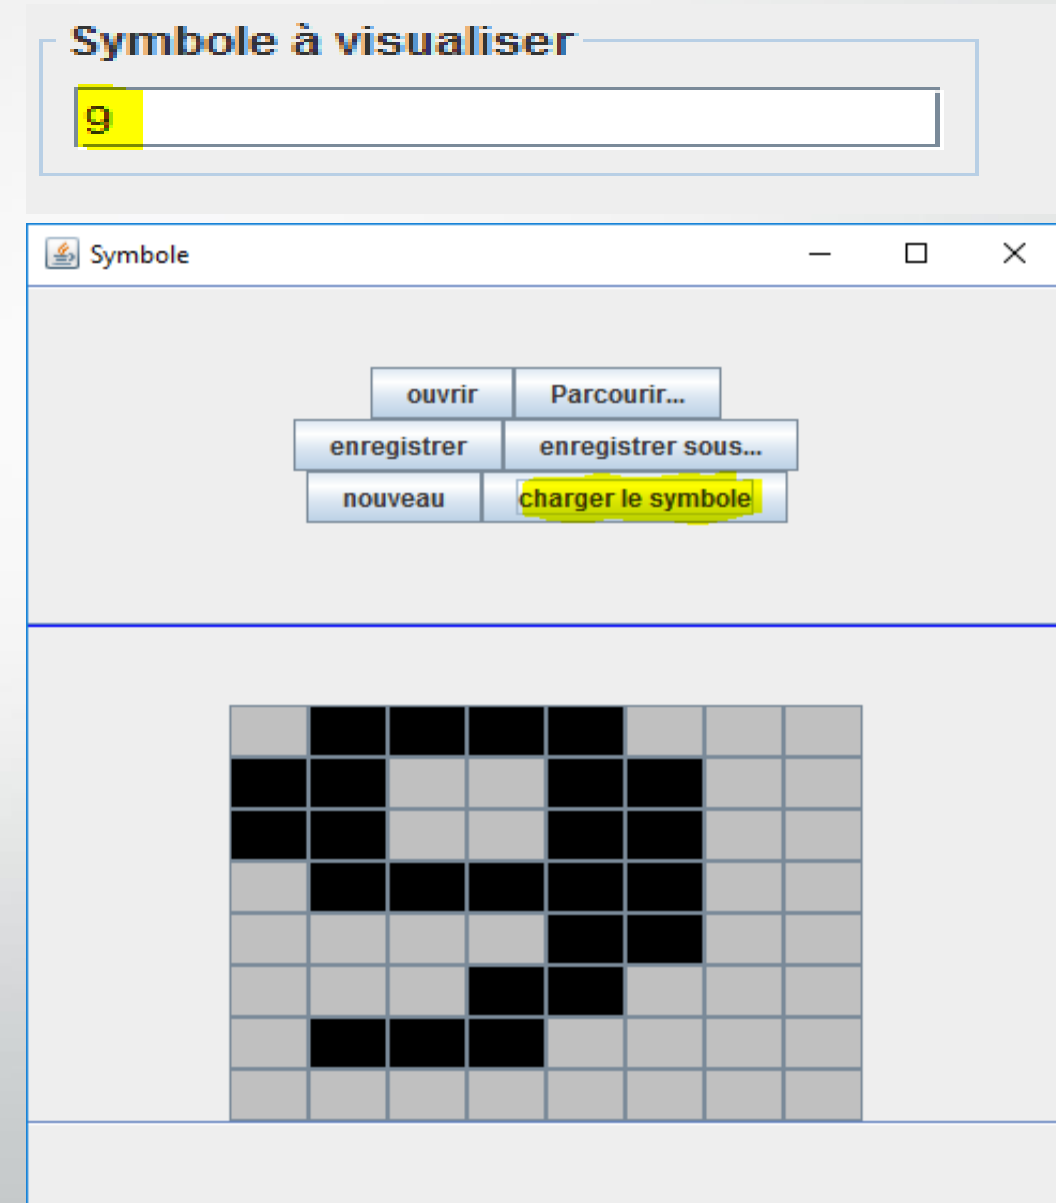 Symbole à visualiser
9
Symbole
ouvrir Parcourir...
enregistrer enregistrer sous...
nouveau charger le symbole